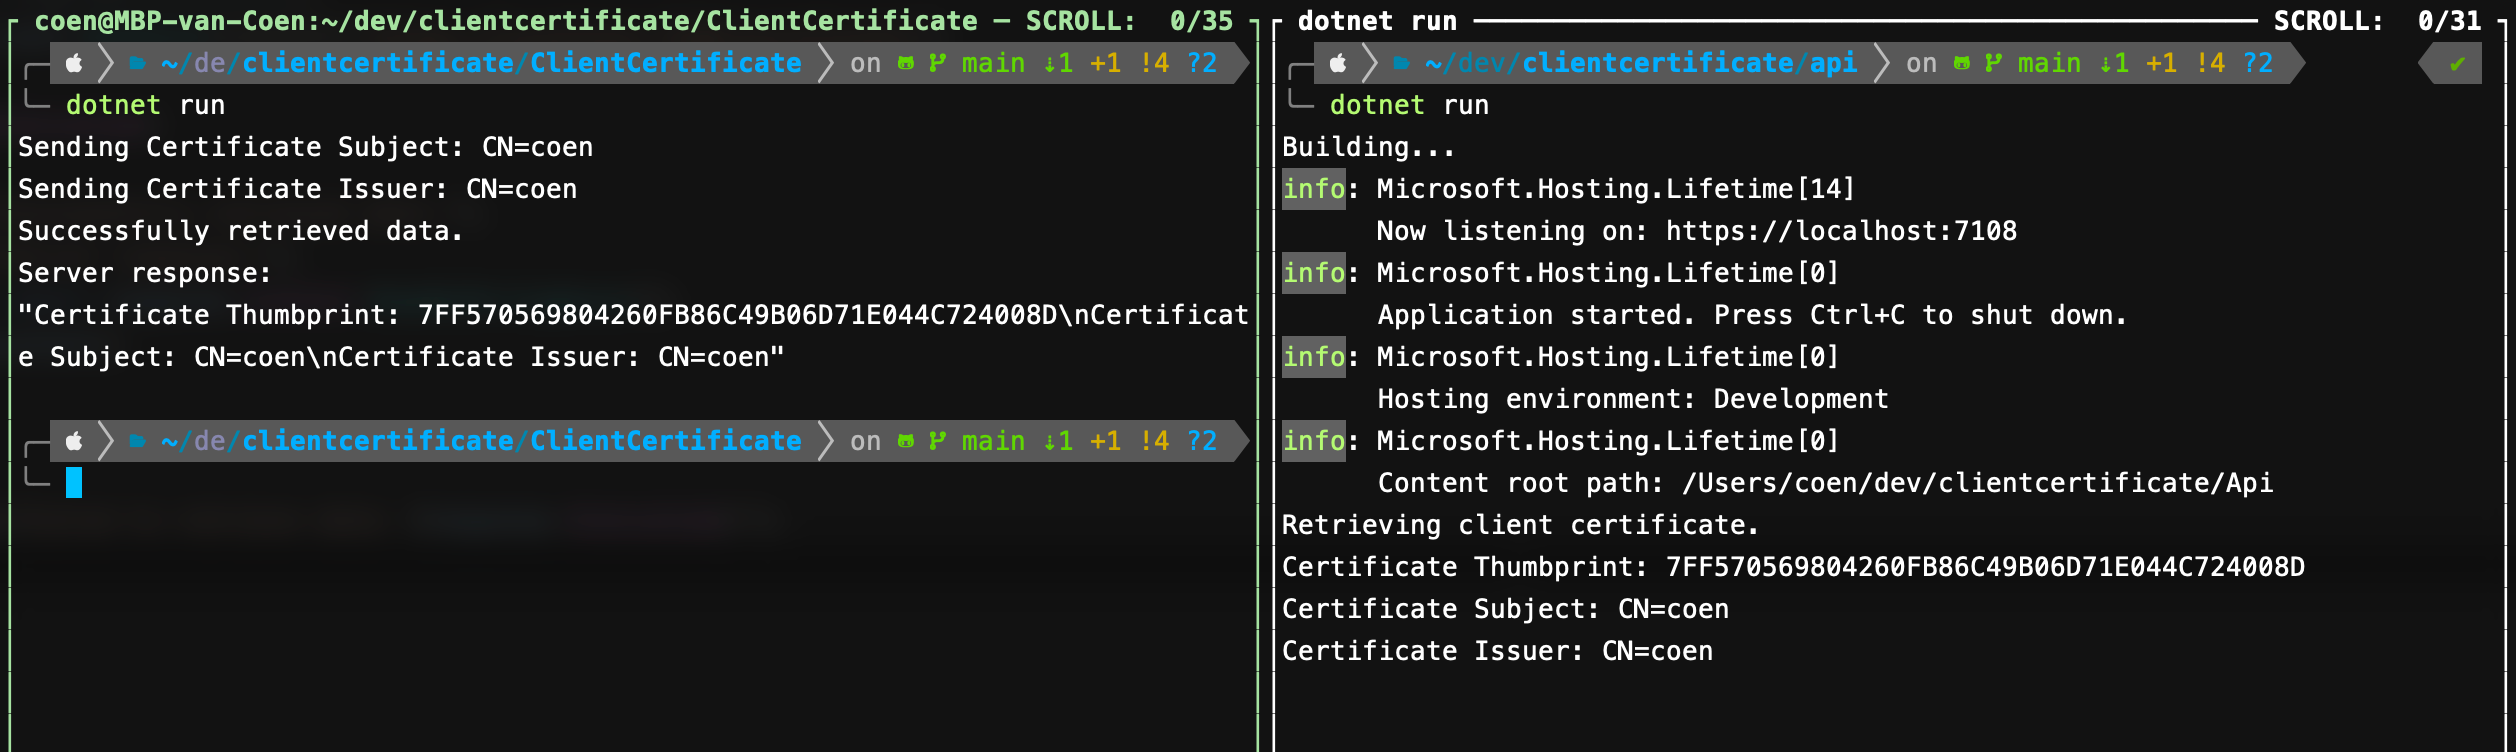 coen@MBP-van-Coen:~/dev/clientcertificate/ClientCertificate — SCROLL: 0/35
~/de/clientcertificate/ClientCertificate on main ⇣1 +1 !4 ?2
dotnet run
Sending Certificate Subject: CN=coen
Sending Certificate Issuer: CN=coen
Successfully retrieved data.
Server response:
"Certificate Thumbprint: 7FF570569804260FB86C49B06D71E044C724008D\nCertificat
e Subject: CN=coen\nCertificate Issuer: CN=coen"
~/de/clientcertificate/ClientCertificate on main ⇣1 +1 !4 ?2
dotnet run SCROLL: 0/31
~/dev/clientcertificate/api on main ⇣1 +1 !4 ?2 ✔
dotnet run
Building...
info: Microsoft.Hosting.Lifetime[14]
Now listening on: https://localhost:7108
info: Microsoft.Hosting.Lifetime[0]
Application started. Press Ctrl+C to shut down.
info: Microsoft.Hosting.Lifetime[0]
Hosting environment: Development
info: Microsoft.Hosting.Lifetime[0]
Content root path: /Users/coen/dev/clientcertificate/Api
Retrieving client certificate.
Certificate Thumbprint: 7FF570569804260FB86C49B06D71E044C724008D
Certificate Subject: CN=coen
Certificate Issuer: CN=coen